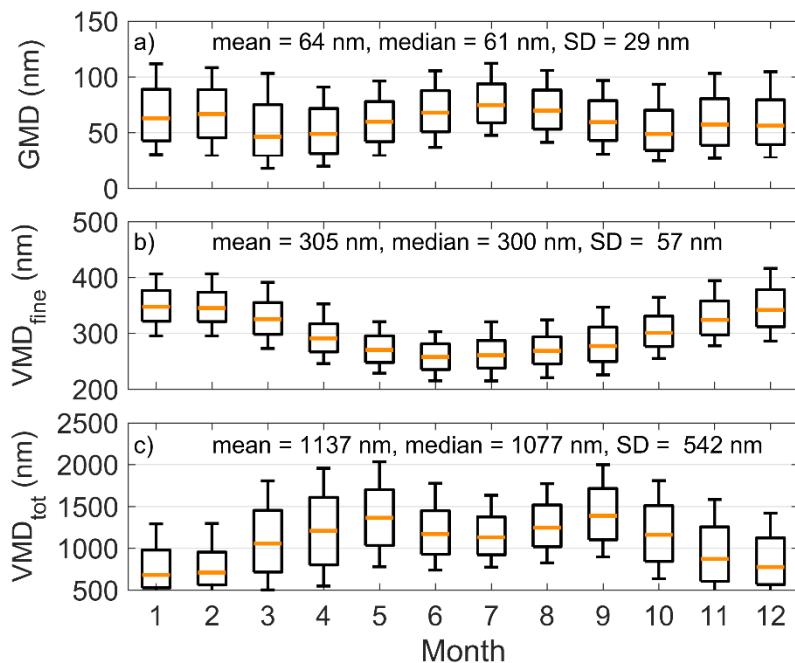 a) mean = 64 nm, median = 61 nm, SD = 29 nm
GMD (nm)
150
100
50
0
b) mean = 305 nm, median = 300 nm, SD =  57 nm
VMD_fine (nm)
500
400
300
200
c) mean = 1137 nm, median = 1077 nm, SD =  542 nm
VMD_tot (nm)
2500
2000
1500
1000
500
1 2 3 4 5 6 7 8 9 10 11 12
Month